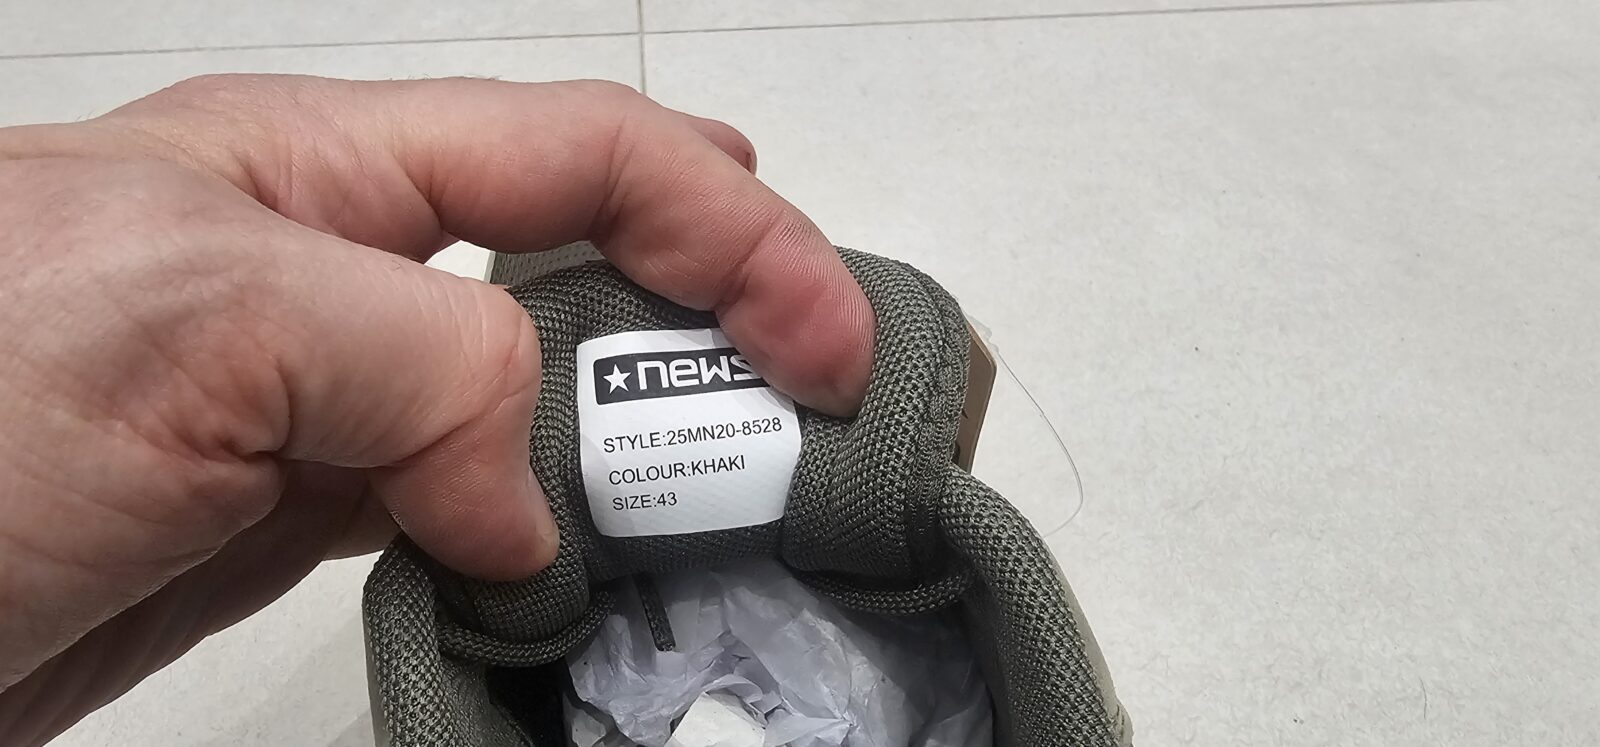 news
STYLE:25MN20-8528
COLOUR:KHAKI
SIZE:43